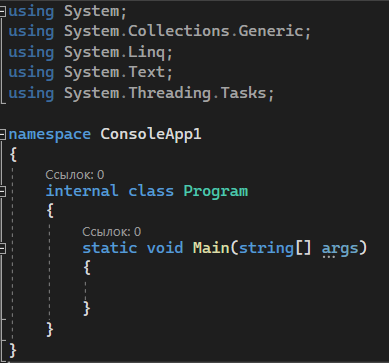 using System;
using System.Collections.Generic;
using System.Linq;
using System.Text;
using System.Threading.Tasks;
namespace ConsoleApp1
{
Ссылок: 0
internal class Program
{
Ссылок: 0
static void Main(string[] args)
{
}
}
}